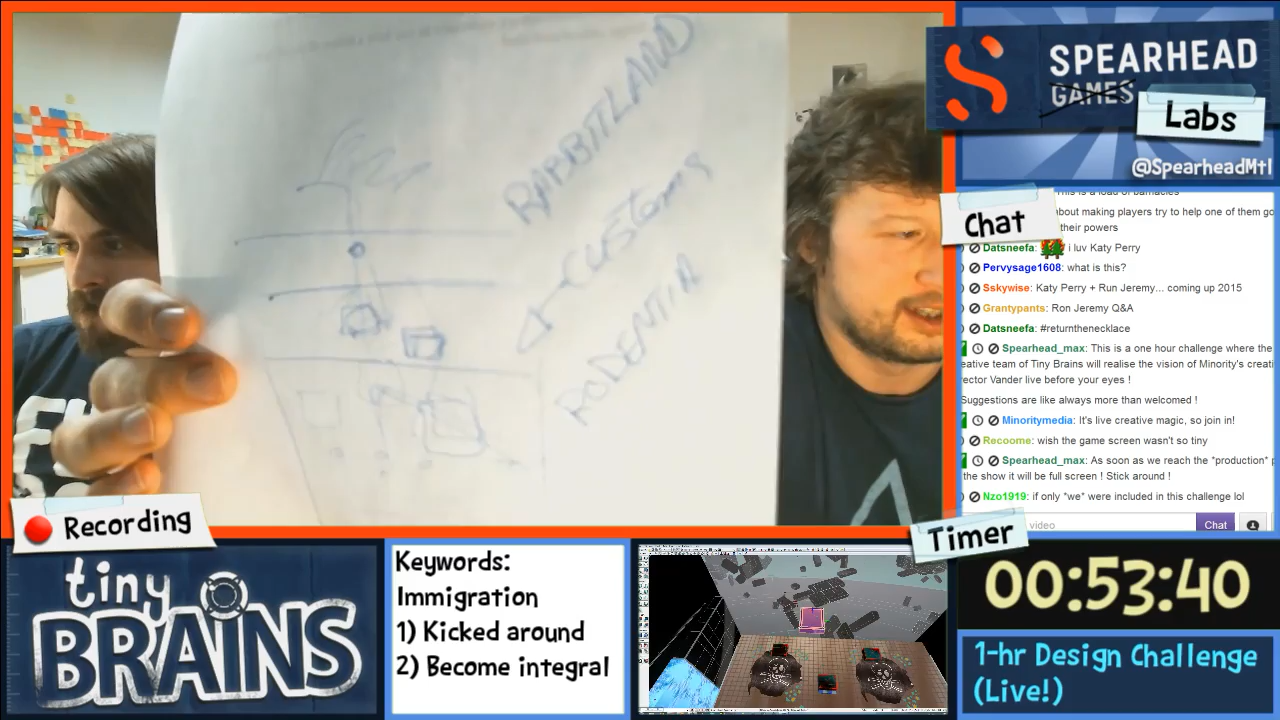 RABBITLAND
CUSTOMS
RODENTIA
SPEARHEAD
GAMES
Labs
@SpearheadMtl
Chat
This is a load of barnacles
about making players try to help one of them go
their powers
Datsneefa: i luv Katy Perry
Pervysage1608: what is this?
Sskywise: Katy Perry + Run Jeremy... coming up 2015
Grantypants: Ron Jeremy Q&A
Datsneefa: #returnthenecklace
Spearhead_max: This is a one hour challenge where the
eative team of Tiny Brains will realise the vision of Minority's creati
rector Vander live before your eyes !
Suggestions are like always more than welcomed !
Minoritymedia: It's live creative magic, so join in!
Recoome: wish the game screen wasn't so tiny
Spearhead_max: As soon as we reach the *production* p
the show it will be full screen ! Stick around !
Nzo1919: if only *we* were included in this challenge lol
video
Chat
Recording
tiny
BRAINS
Keywords:
Immigration
1) Kicked around
2) Become integral
Timer
00:53:40
1-hr Design Challenge
(Live!)